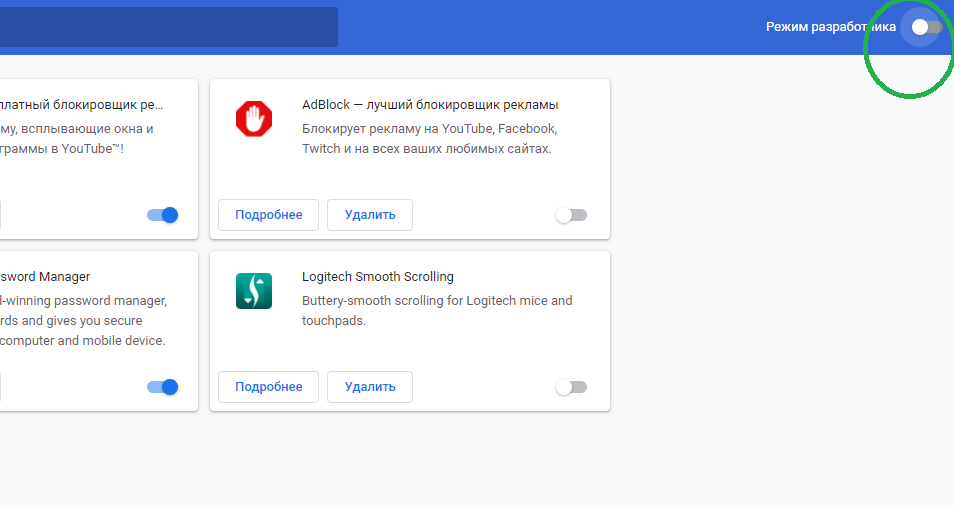 Режим разработчика
платный блокировщик ре...
му, всплывающие окна и
граммы в YouTube™!
AdBlock — лучший блокировщик рекламы
Блокирует рекламу на YouTube, Facebook,
Twitch и на всех ваших любимых сайтах.
Подробнее
Удалить
sword Manager
d-winning password manager,
rds and gives you secure
computer and mobile device.
Logitech Smooth Scrolling
Buttery-smooth scrolling for Logitech mice and
touchpads.
Подробнее
Удалить